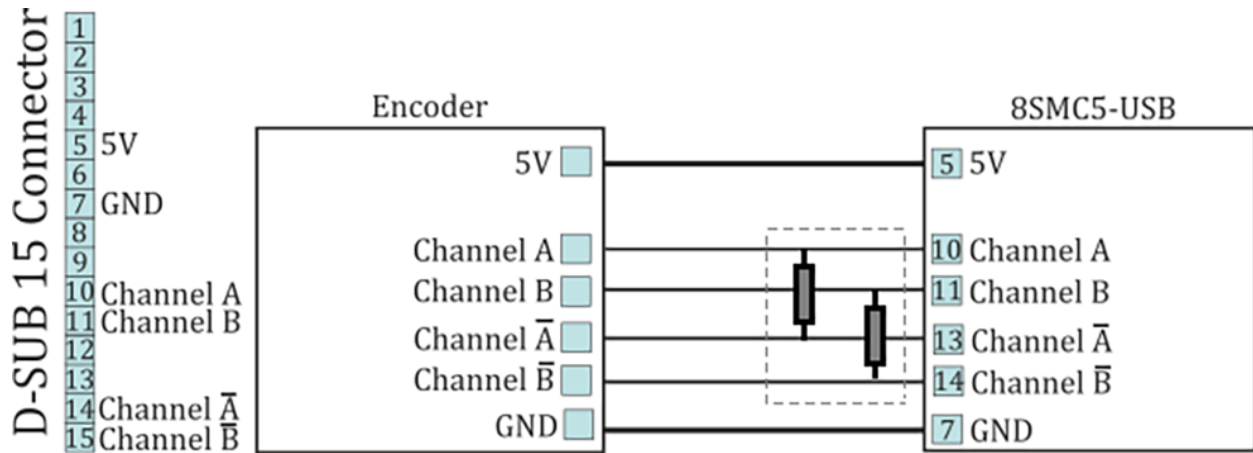 D-SUB 15 Connector
1
2
3
4
5 5V
6
7 GND
8
9
10 Channel A
11 Channel B
12
13
14 Channel A̅
15 Channel B̅
Encoder
5V
Channel A
Channel B
Channel A̅
Channel B̅
GND
8SMC5-USB
5 5V
10 Channel A
11 Channel B
13 Channel A̅
14 Channel B̅
7 GND